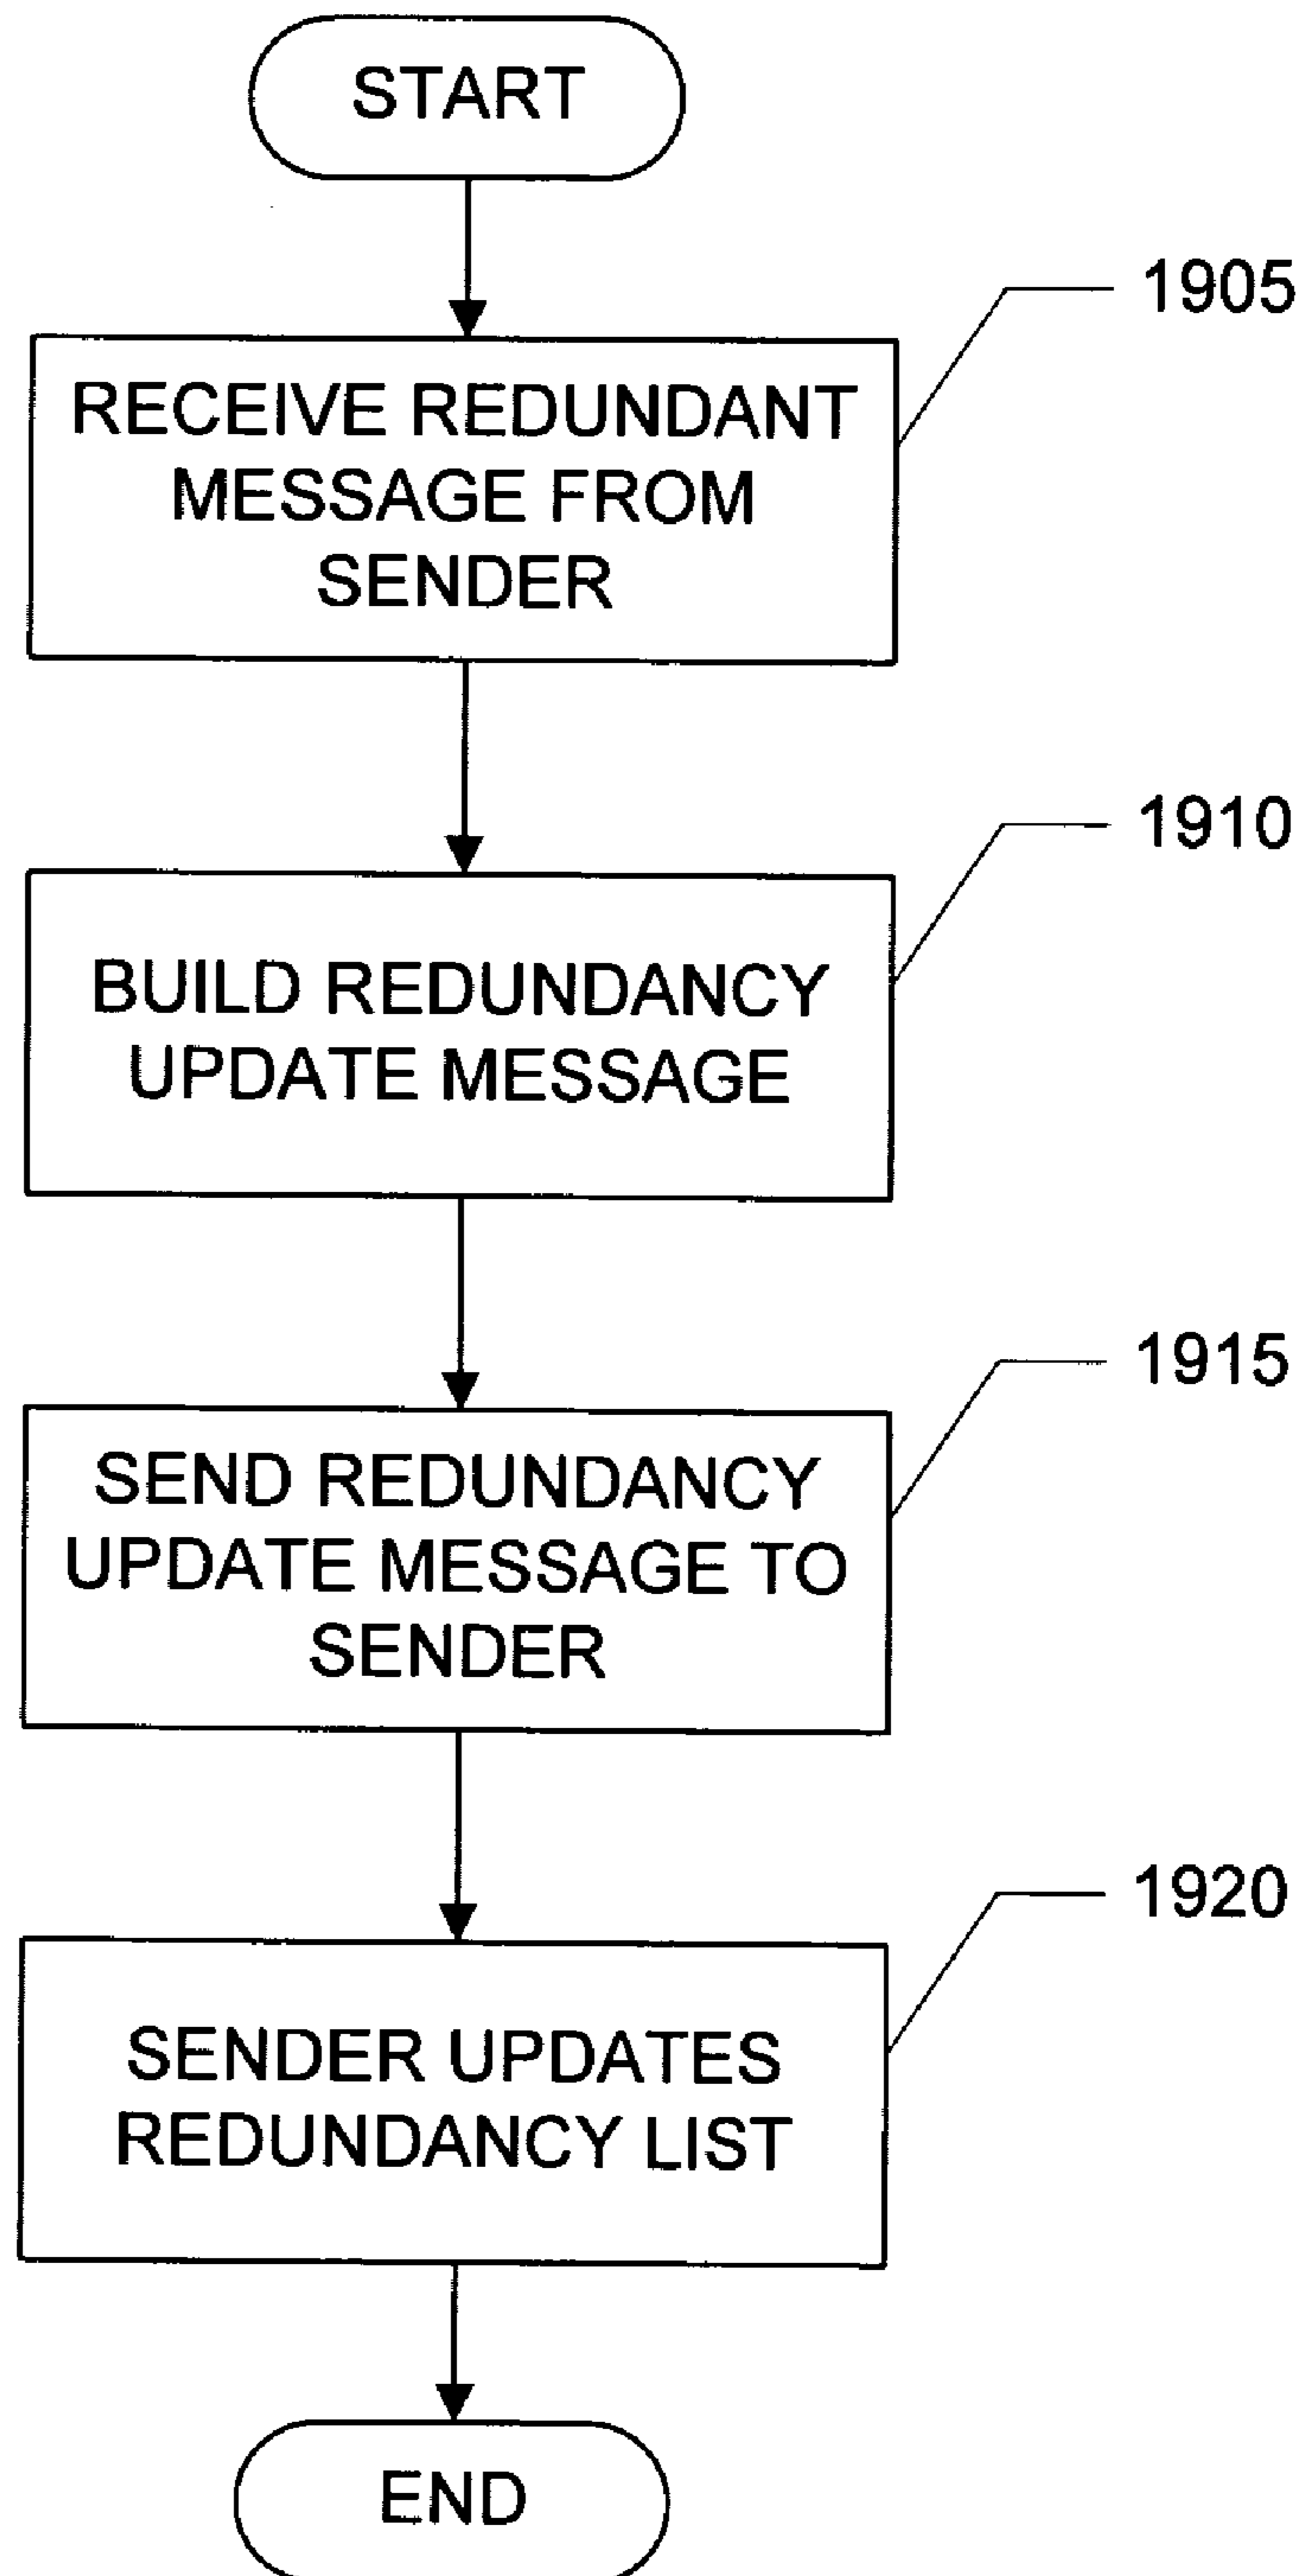 START
1905
RECEIVE REDUNDANT
MESSAGE FROM
SENDER
1910
BUILD REDUNDANCY
UPDATE MESSAGE
1915
SEND REDUNDANCY
UPDATE MESSAGE TO
SENDER
1920
SENDER UPDATES
REDUNDANCY LIST
END